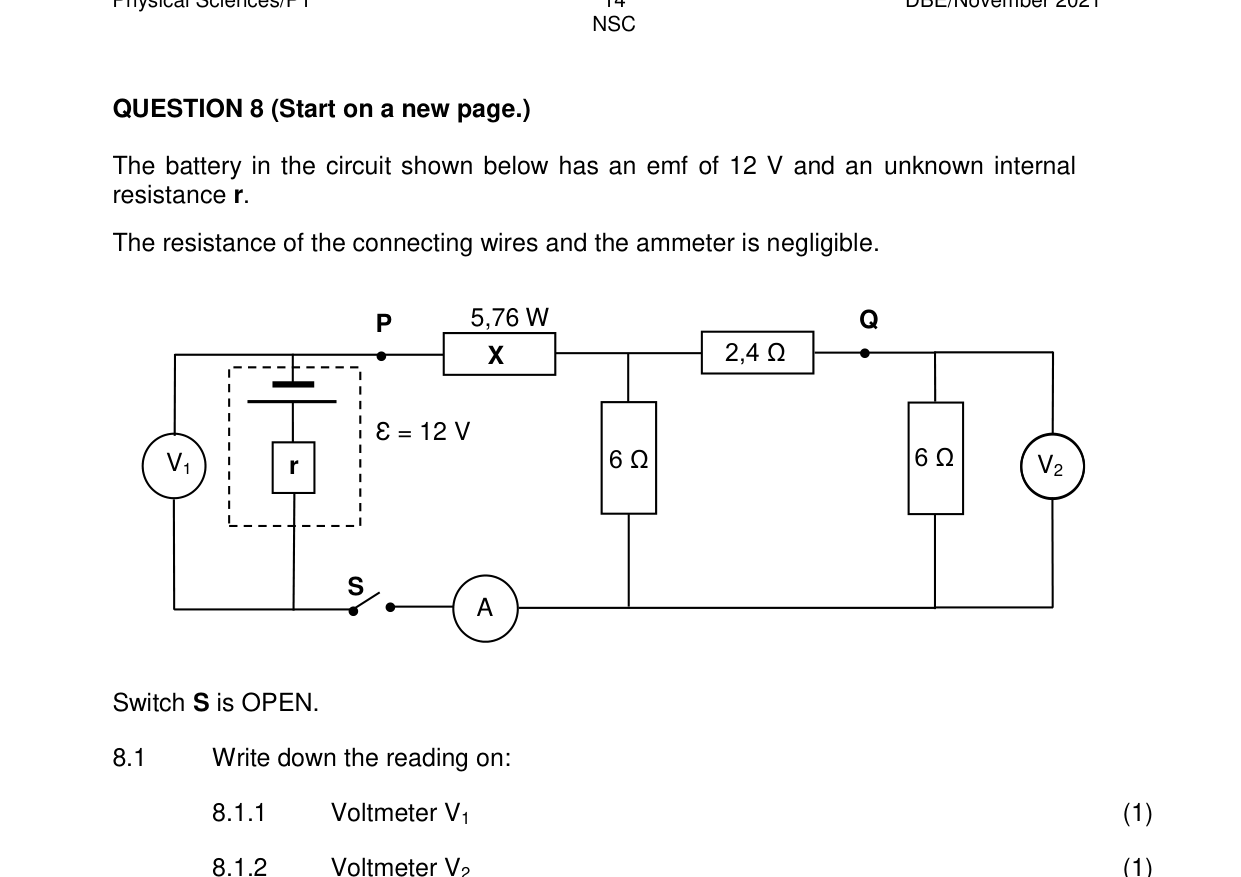 Physical Sciences/P1 14 DBE/November 2021
NSC
QUESTION 8 (Start on a new page.)
The battery in the circuit shown below has an emf of 12 V and an unknown internal
resistance r.
The resistance of the connecting wires and the ammeter is negligible.
P 5,76 W Q
X 2,4 Ω
Ɛ = 12 V
V1 r 6 Ω 6 Ω V2
S
A
Switch S is OPEN.
8.1 Write down the reading on:
8.1.1 Voltmeter V1 (1)
8.1.2 Voltmeter V2 (1)